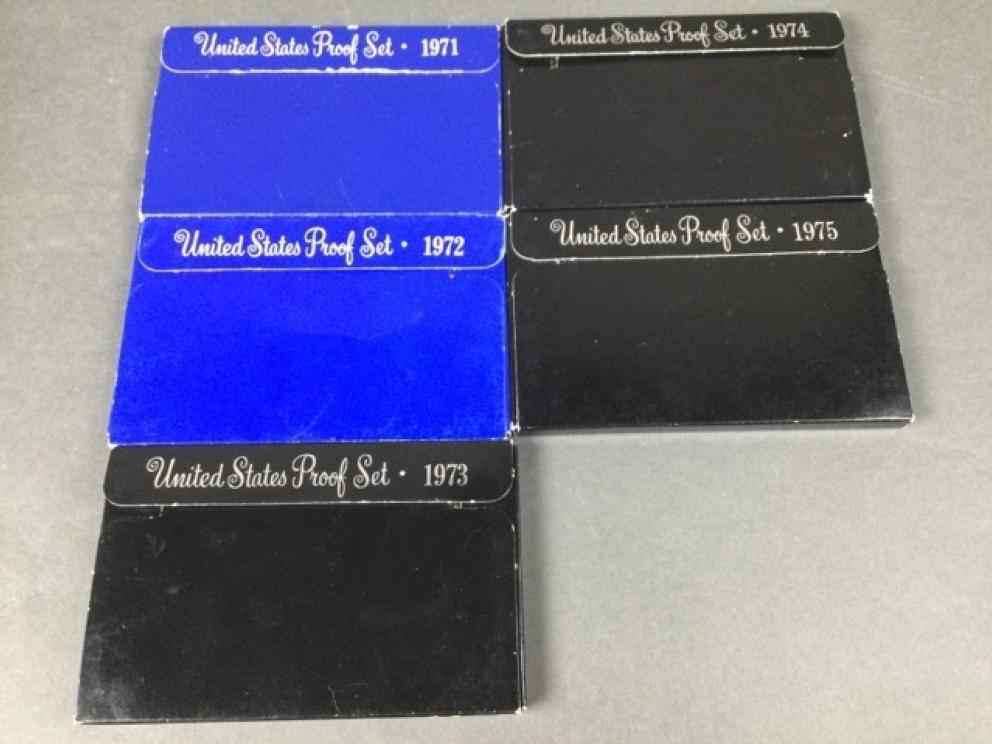 United States Proof Set · 1971
United States Proof Set · 1972
United States Proof Set · 1973
United States Proof Set · 1974
United States Proof Set · 1975